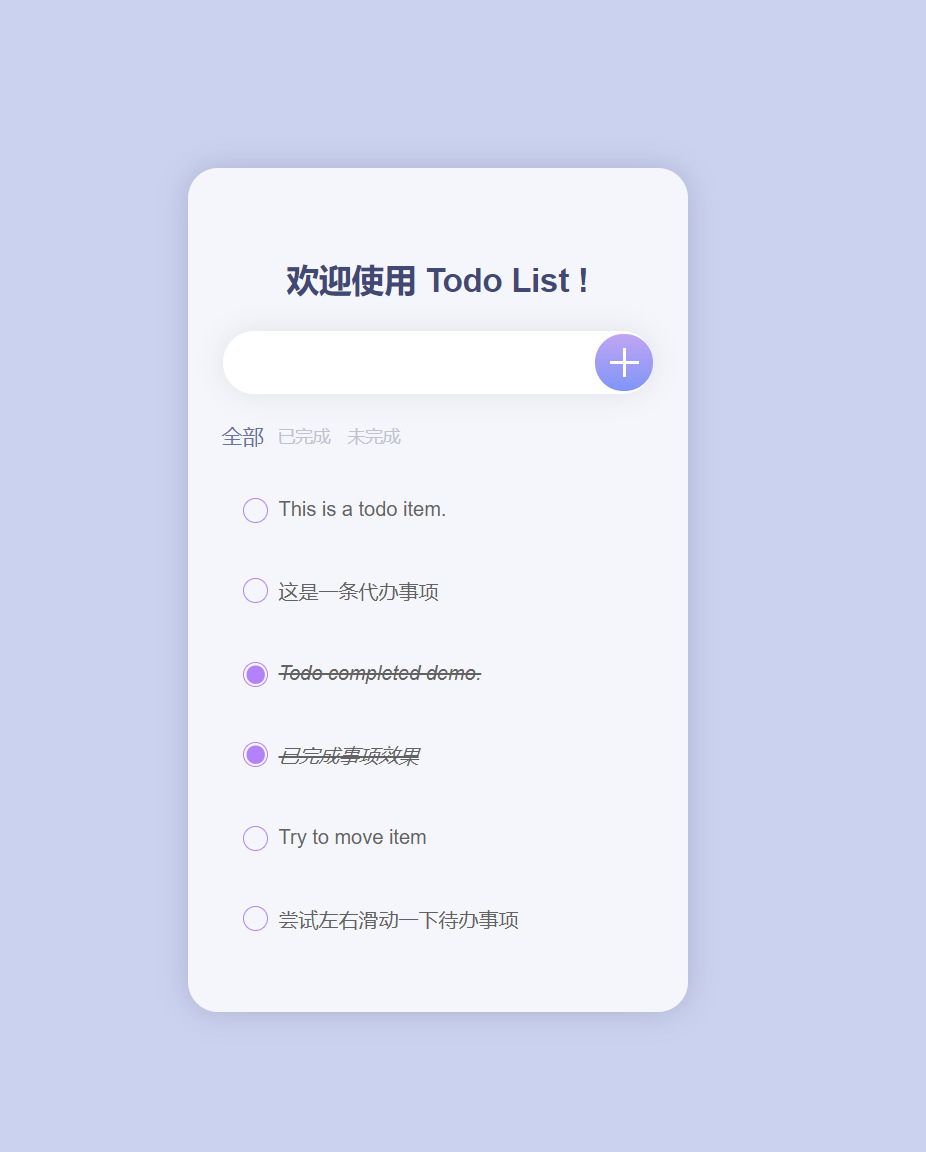 欢迎使用 Todo List !
全部 已完成 未完成
This is a todo item.
这是一条代办事项
Todo completed demo.
已完成事项效果
Try to move item
尝试左右滑动一下待办事项